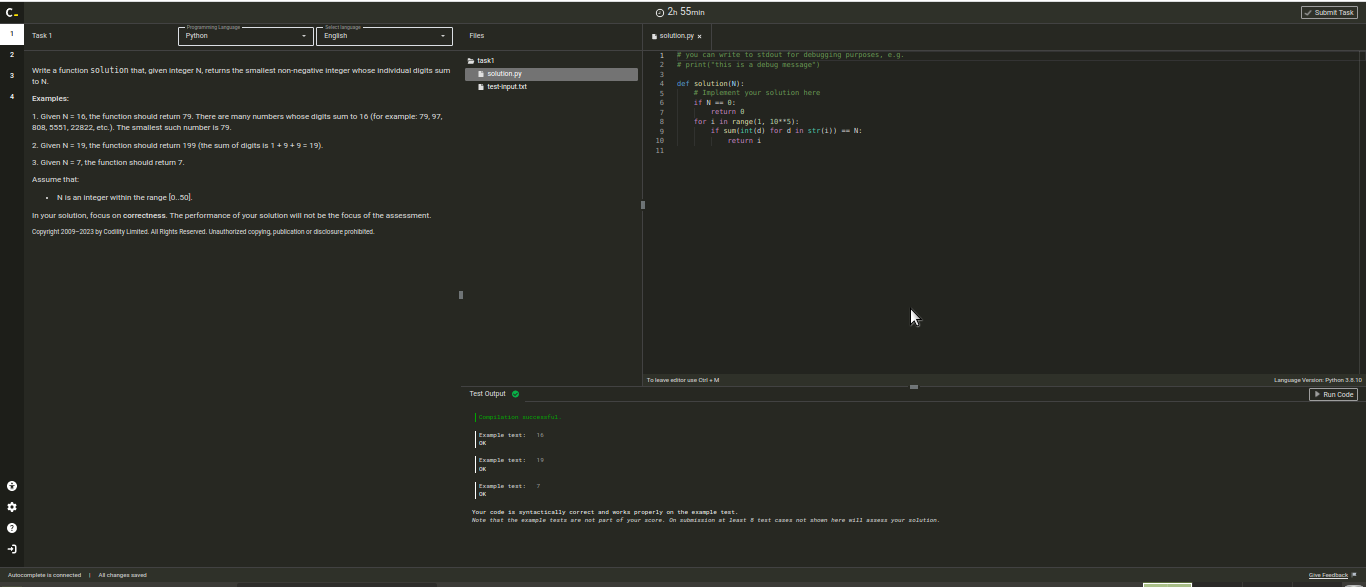 C_
2h 55min
Submit Task
1
2
3
4
Task 1
Programming Language
Python
Select language
English
Write a function solution that, given integer N, returns the smallest non-negative integer whose individual digits sum
to N.
Examples:
1. Given N = 16, the function should return 79. There are many numbers whose digits sum to 16 (for example: 79, 97,
808, 5551, 22822, etc.). The smallest such number is 79.
2. Given N = 19, the function should return 199 (the sum of digits is 1 + 9 + 9 = 19).
3. Given N = 7, the function should return 7.
Assume that:
• N is an integer within the range [0..50].
In your solution, focus on correctness. The performance of your solution will not be the focus of the assessment.
Copyright 2009–2023 by Codility Limited. All Rights Reserved. Unauthorized copying, publication or disclosure prohibited.
Files
task1
solution.py
test-input.txt
solution.py ×
1 # you can write to stdout for debugging purposes, e.g.
2 # print("this is a debug message")
3
4 def solution(N):
5 # Implement your solution here
6 if N == 0:
7 return 0
8 for i in range(1, 10**5):
9 if sum(int(d) for d in str(i)) == N:
10 return i
11
To leave editor use Ctrl + M
Language Version: Python 3.8.10
Test Output
Run Code
Compilation successful.
Example test: 16
OK
Example test: 19
OK
Example test: 7
OK
Your code is syntactically correct and works properly on the example test.
Note that the example tests are not part of your score. On submission at least 8 test cases not shown here will assess your solution.
Autocomplete is connected | All changes saved
Give Feedback